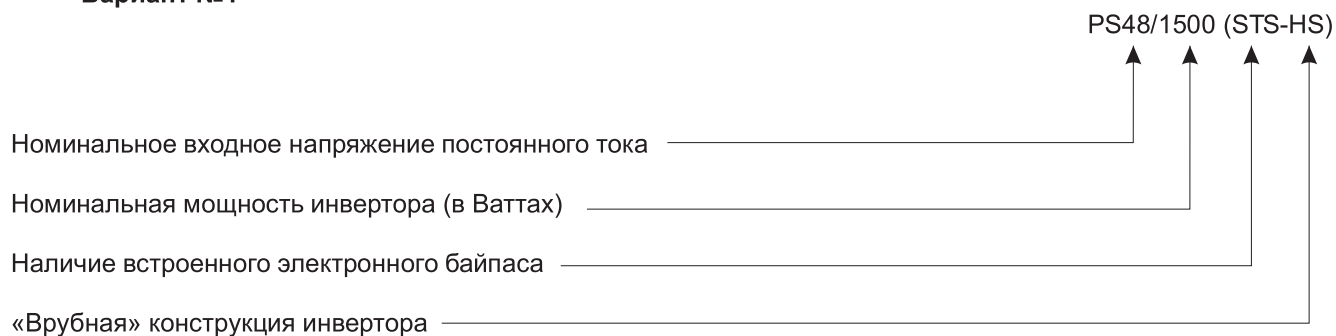 PS48/1500 (STS-HS)
Номинальное входное напряжение постоянного тока
Номинальная мощность инвертора (в Ваттах)
Наличие встроенного электронного байпаса
«Врубная» конструкция инвертора